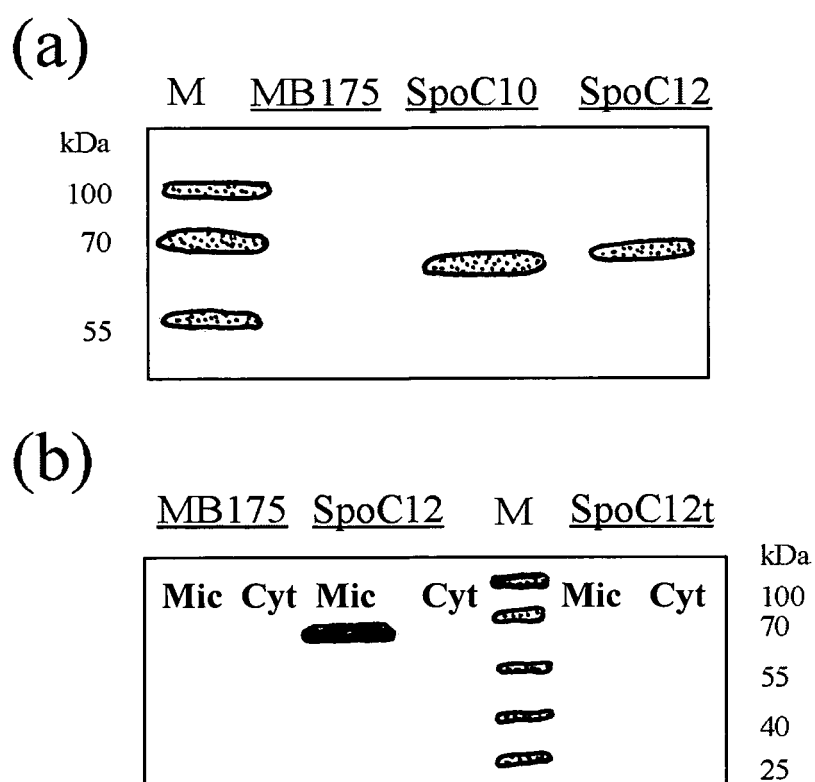 (a)
M MB175 SpoC10 SpoC12
kDa
100
70
55
(b)
MB175 SpoC12 M SpoC12t
kDa
Mic Cyt Mic Cyt Mic Cyt 100
70
55
40
25